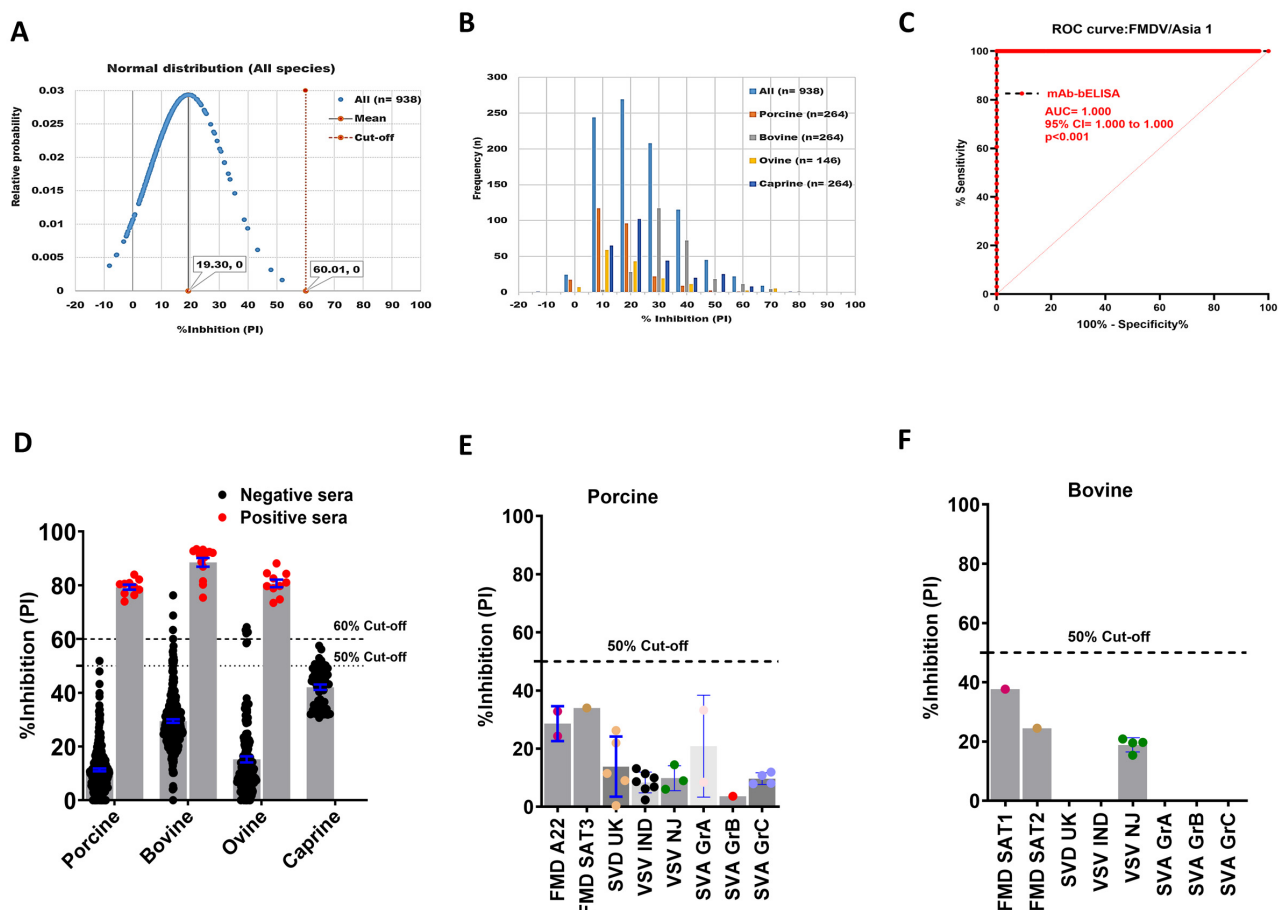 A
Normal distribution (All species)
Relative probability
0.03
0.025
0.02
0.015
0.01
0.005
0
All (n= 938)
Mean
Cut-off
19.30, 0
60.01, 0
-20 -10 0 10 20 30 40 50 60 70 80 90 100
%Inbhition (PI)
B
Frequency (n)
300
250
200
150
100
50
0
All (n= 938)
Porcine (n=264)
Bovine (n=264)
Ovine (n= 146)
Caprine (n= 264)
-20 10 20 30 40 50 60 70 80 90 100
% Inhibition (PI)
C
ROC curve:FMDV/Asia 1
% Sensitivity
100
80
60
40
20
0
mAb-bELISA
AUC= 1.000
95% CI= 1.000 to 1.000
p<0.001
0 20 40 60 80 100
100% - Specificity%
D
Negative sera
Positive sera
%Inhibition (PI)
100
80
60
40
20
0
60% Cut-off
50% Cut-off
Porcine
Bovine
Ovine
Caprine
E
Porcine
%Inhibition (PI)
100
80
60
40
20
0
50% Cut-off
FMD A22
FMD SAT3
SVD UK
VSV IND
VSV NJ
SVA GrA
SVA GrB
SVA GrC
F
Bovine
%Inhibition (PI)
100
80
60
40
20
0
50% Cut-off
FMD SAT1
FMD SAT2
SVD UK
VSV IND
VSV NJ
SVA GrA
SVA GrB
SVA GrC